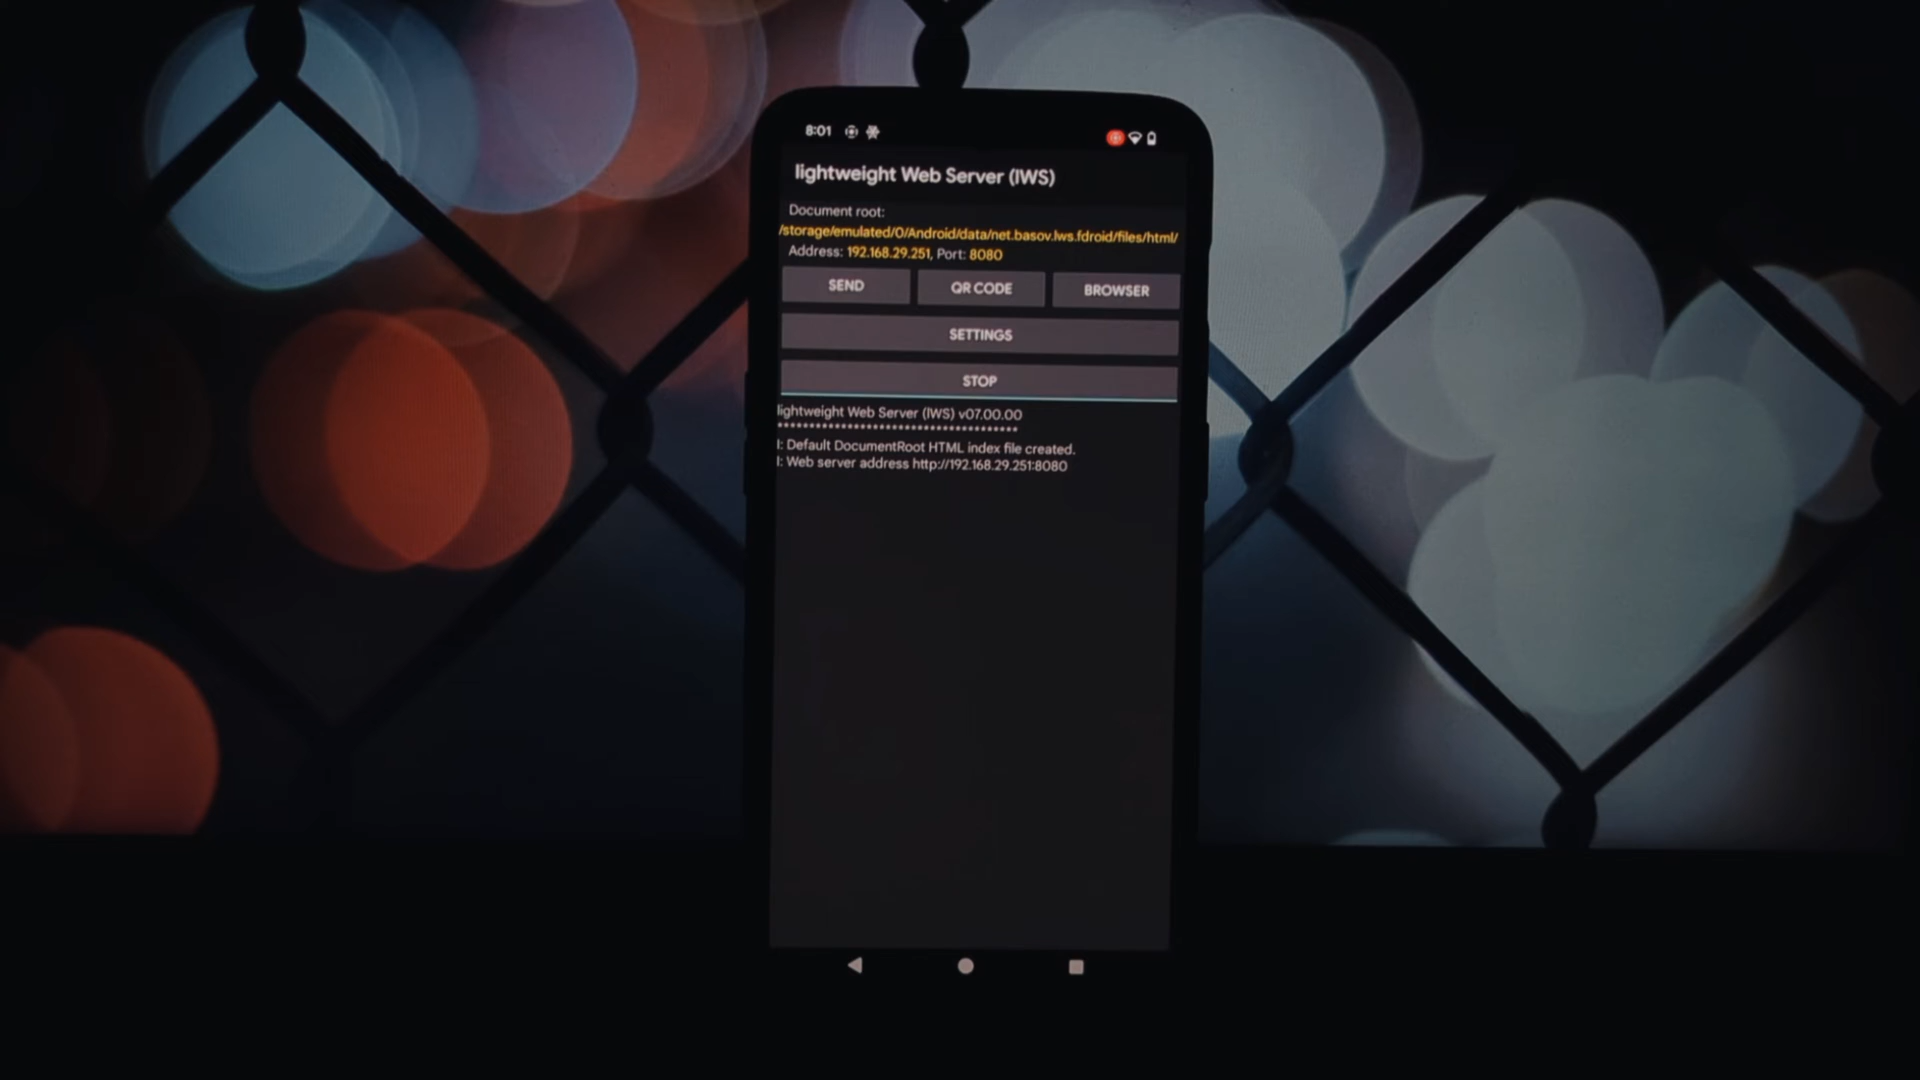 8:01
lightweight Web Server (lWS)
Document root:
/storage/emulated/0/Android/data/net.basov.lws.fdroid/files/html/
Address: 192.168.29.251, Port: 8080
SEND QR CODE BROWSER
SETTINGS
STOP
lightweight Web Server (lWS) v07.00.00
**************************************
I: Default DocumentRoot HTML index file created.
I: Web server address http://192.168.29.251:8080